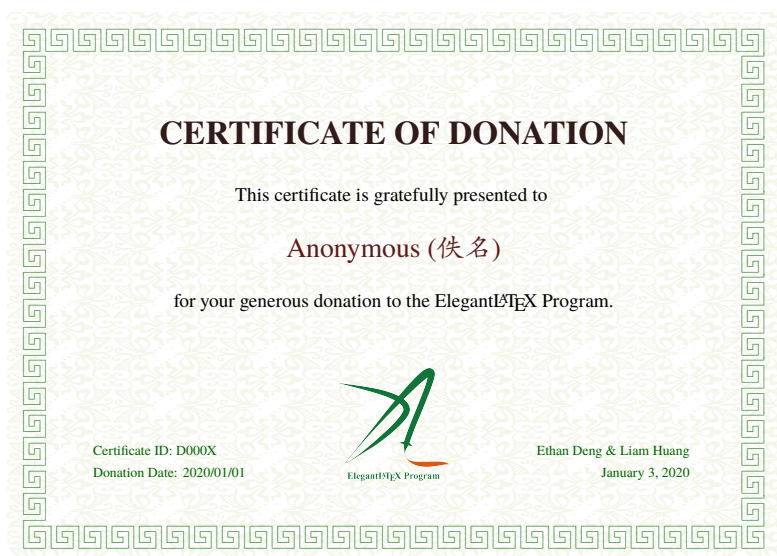 CERTIFICATE OF DONATION
This certificate is gratefully presented to
Anonymous (佚名)
for your generous donation to the ElegantLATEX Program.
ElegantLATEX Program
Certificate ID: D000X
Donation Date: 2020/01/01
Ethan Deng & Liam Huang
January 3, 2020